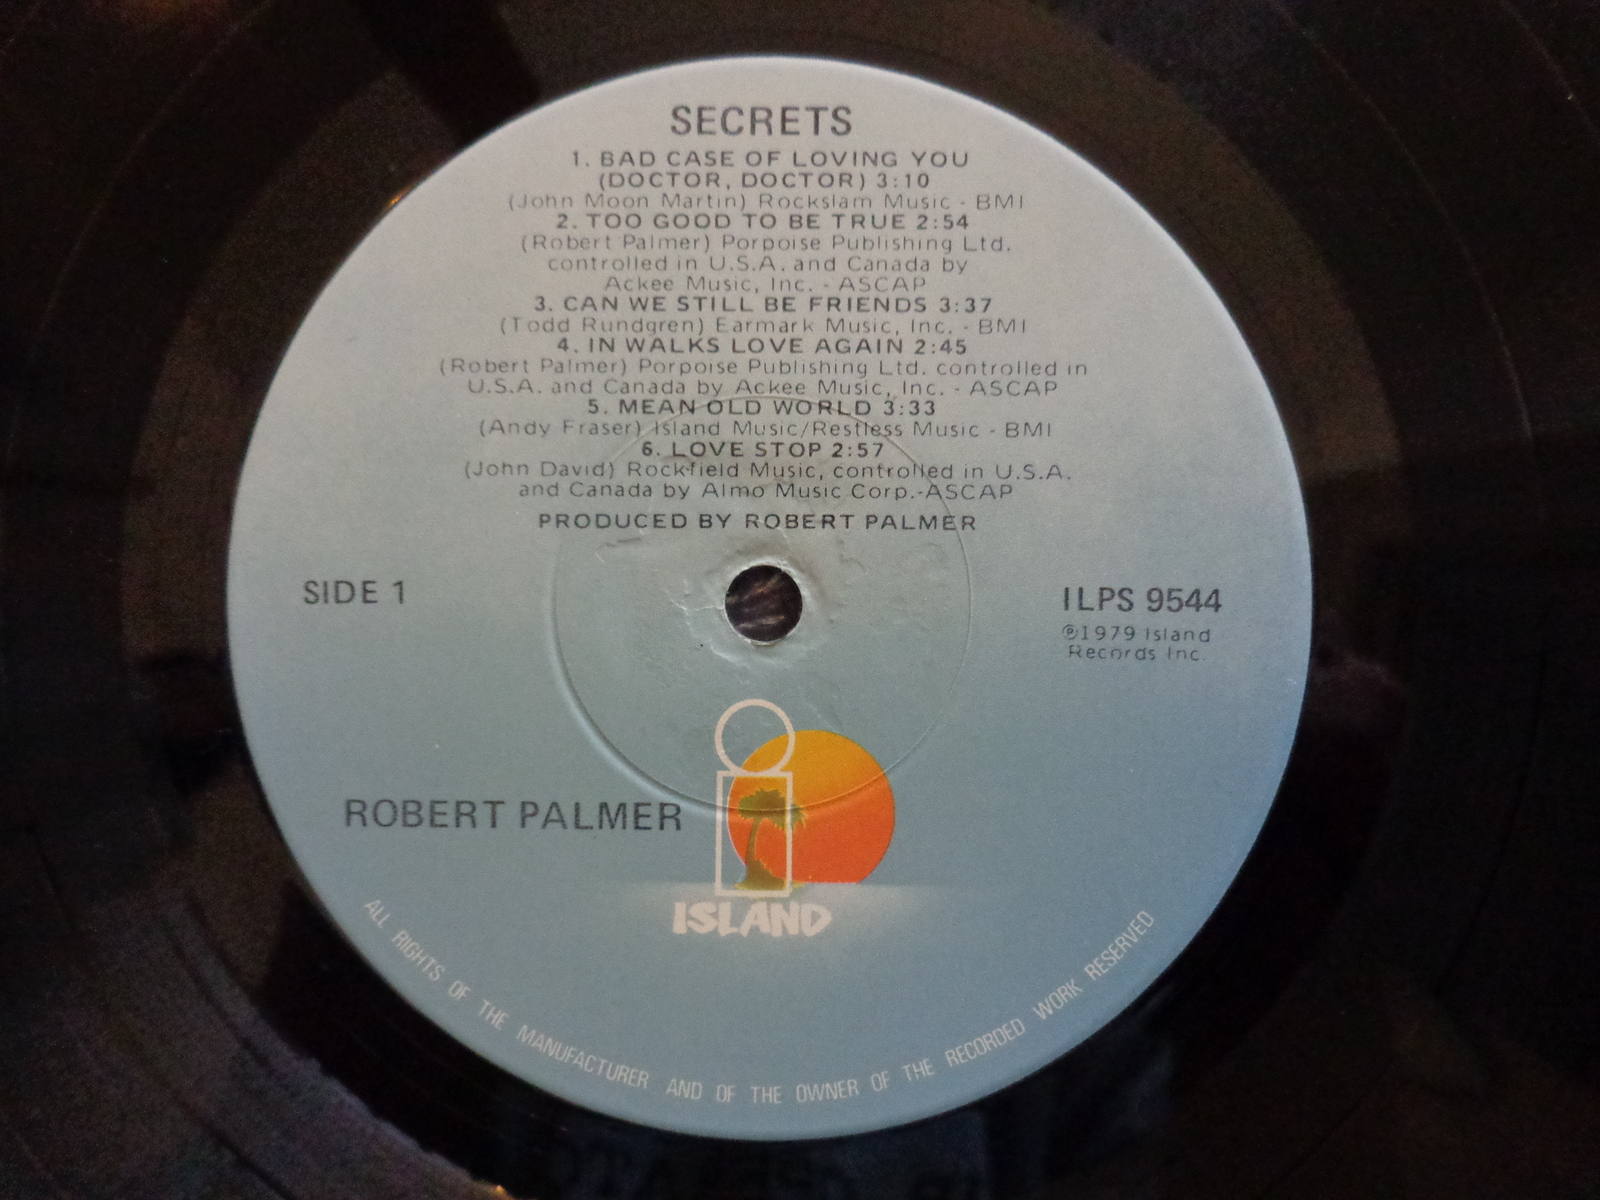 SECRETS
1. BAD CASE OF LOVING YOU
(DOCTOR, DOCTOR) 3:10
(John Moon Martin) Rockslam Music - BMI
2. TOO GOOD TO BE TRUE 2:54
(Robert Palmer) Porpoise Publishing Ltd.
controlled in U.S.A. and Canada by
Ackee Music, Inc. - ASCAP
3. CAN WE STILL BE FRIENDS 3:37
(Todd Rundgren) Earmark Music, Inc. - BMI
4. IN WALKS LOVE AGAIN 2:45
(Robert Palmer) Porpoise Publishing Ltd. controlled in
U.S.A. and Canada by Ackee Music, Inc. - ASCAP
5. MEAN OLD WORLD 3:33
(Andy Fraser) Island Music/Restless Music - BMI
6. LOVE STOP 2:57
(John David) Rockfield Music, controlled in U.S.A.
and Canada by Almo Music Corp.-ASCAP
PRODUCED BY ROBERT PALMER
SIDE 1
ILPS 9544
℗1979 Island
Records Inc.
ROBERT PALMER
ISLAND
ALL RIGHTS OF THE MANUFACTURER AND OF THE OWNER OF THE RECORDED WORK RESERVED